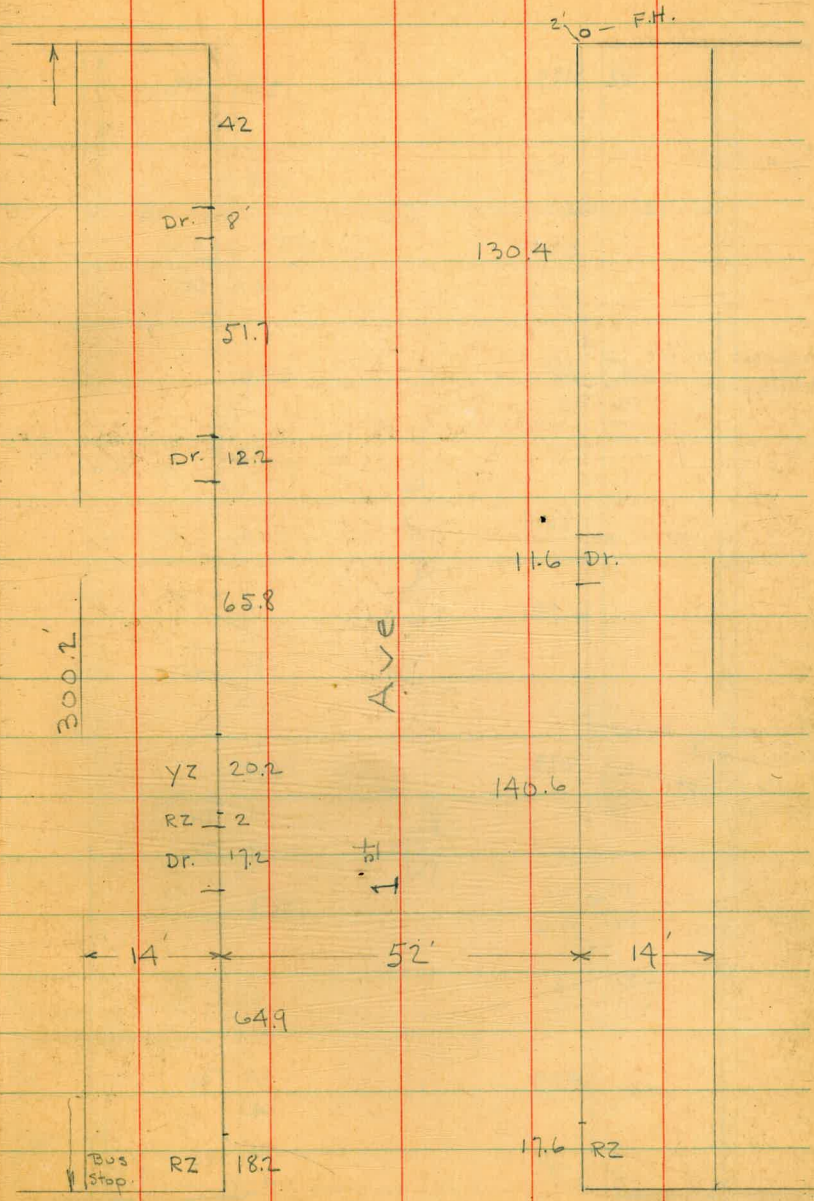 2' F.H.
42
Dr. 8'
130.4
51.7
Dr. 12.2
11.6 Dr.
65.8
300.2'
1st Ave
YZ 20.2
140.6
RZ 2
Dr. 17.2
14' 52' 14'
64.9
17.6 RZ
Bus
Stop.
RZ 18.2